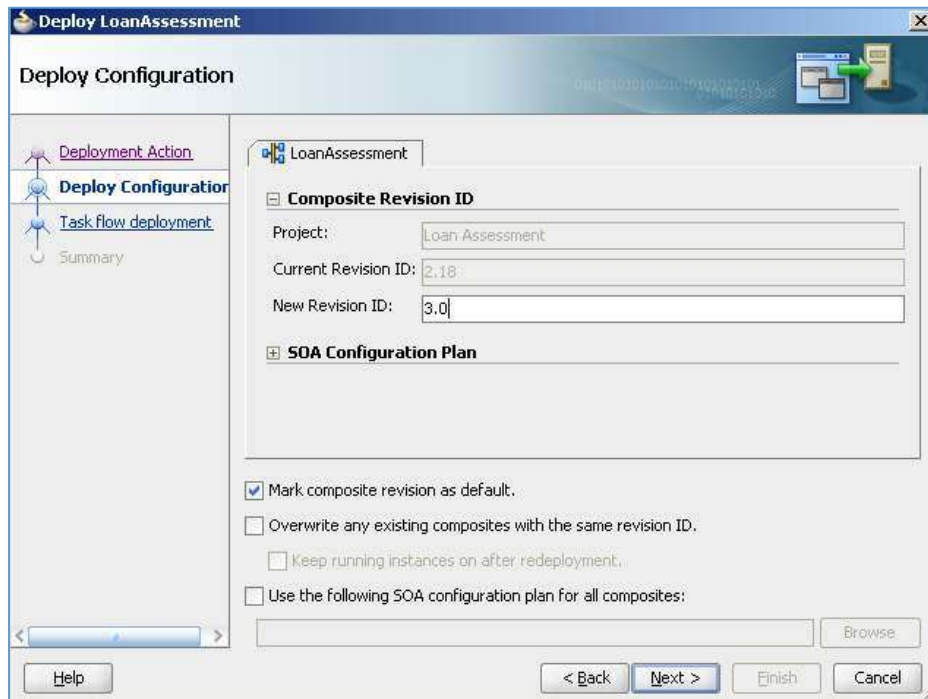 Deploy LoanAssessment
Deploy Configuration
Deployment Action
Deploy Configuration
Task flow deployment
Summary
LoanAssessment
Composite Revision ID
Project: Loan Assessment
Current Revision ID: 2.18
New Revision ID: 3.0
SOA Configuration Plan
Mark composite revision as default.
Overwrite any existing composites with the same revision ID.
Keep running instances on after redeployment.
Use the following SOA configuration plan for all composites:
Browse
Help
< Back
Next >
Finish
Cancel